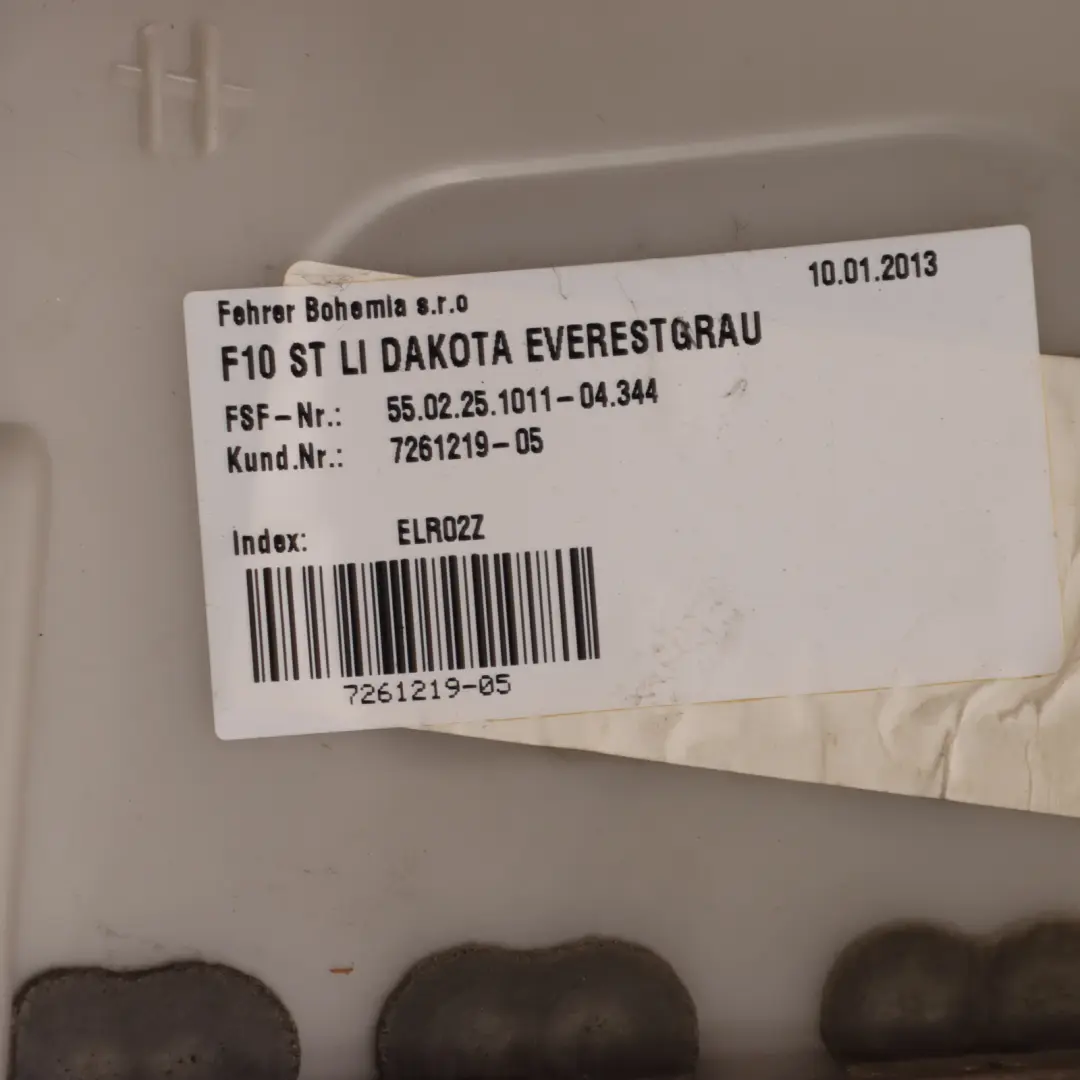 10.01.2013
Fehrer Bohemia s.r.o
F10 ST LI DAKOTA EVERESTGRAU
FSF-Nr.: 55.02.25.1011-04.344
Kund.Nr.: 7261219-05
Index: ELR02Z
7261219-05